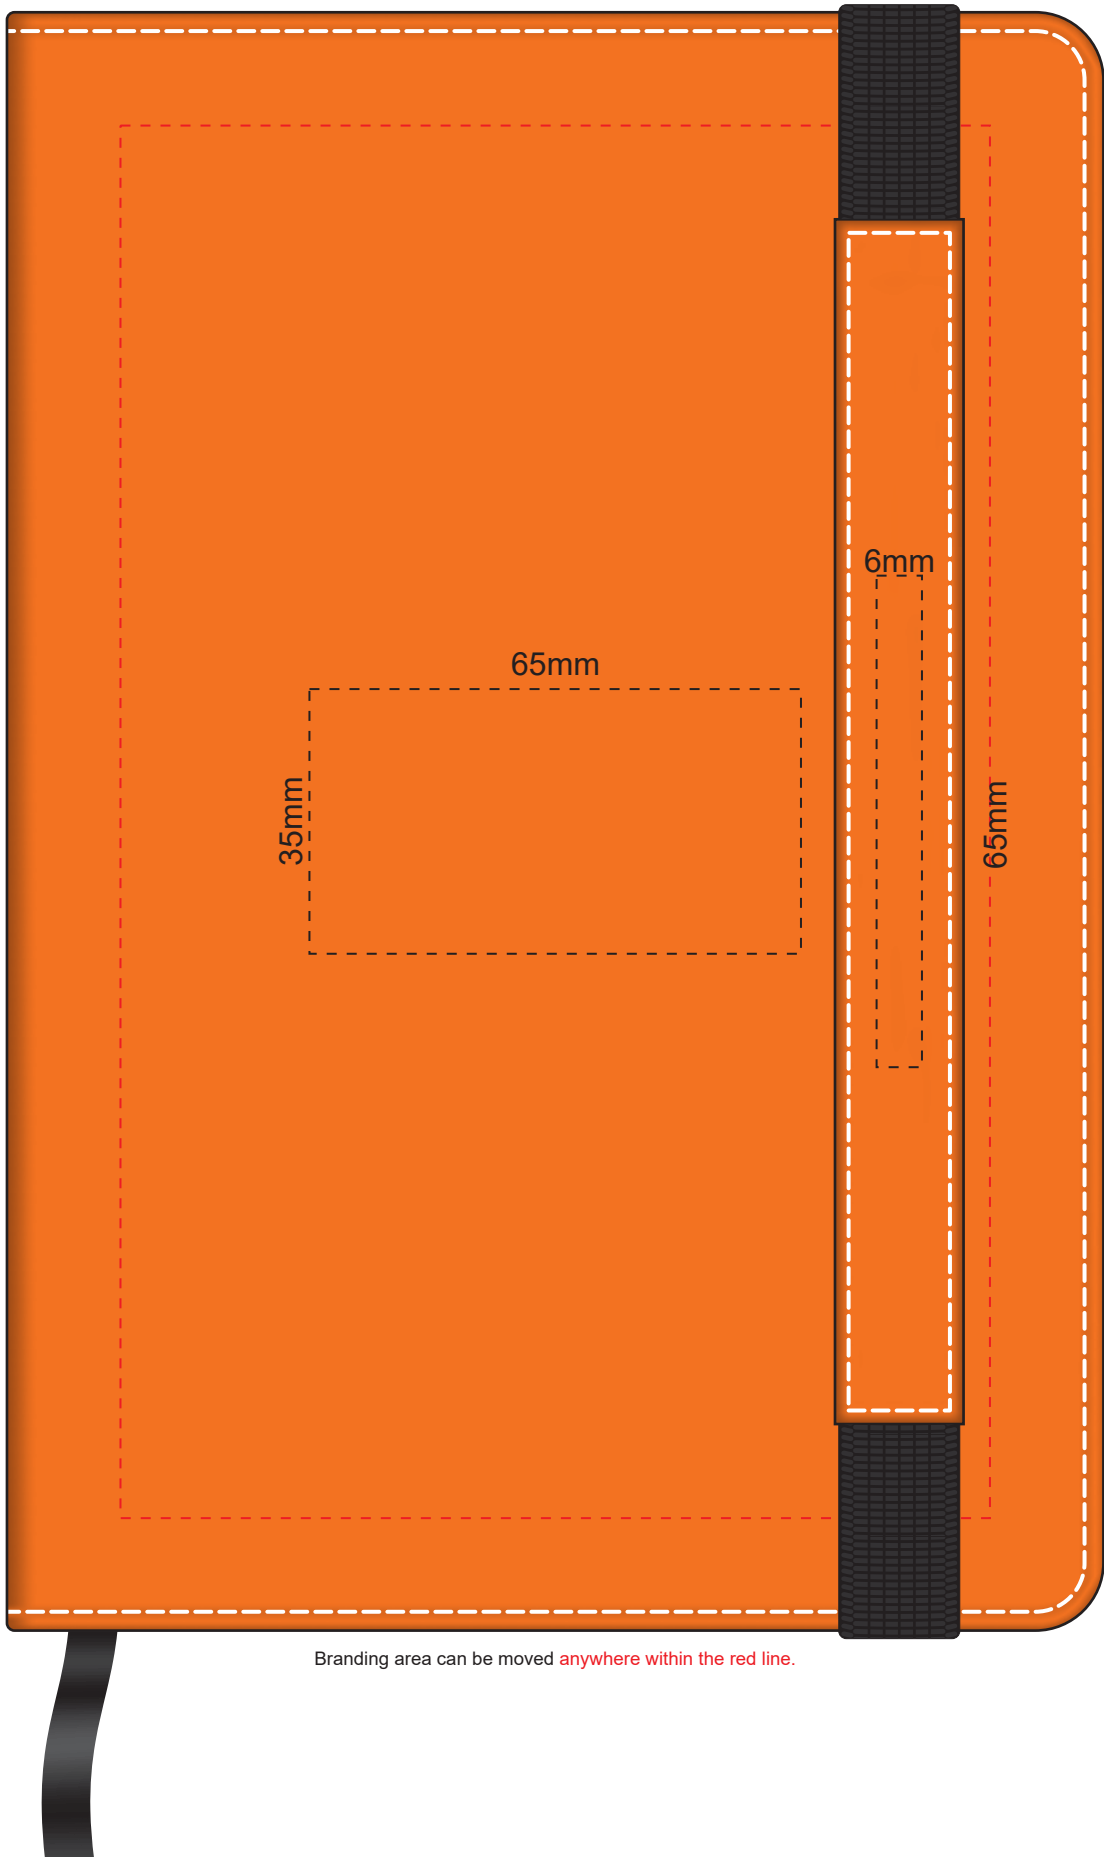 6mm
65mm
35mm
65mm
Branding area can be moved anywhere within the red line.